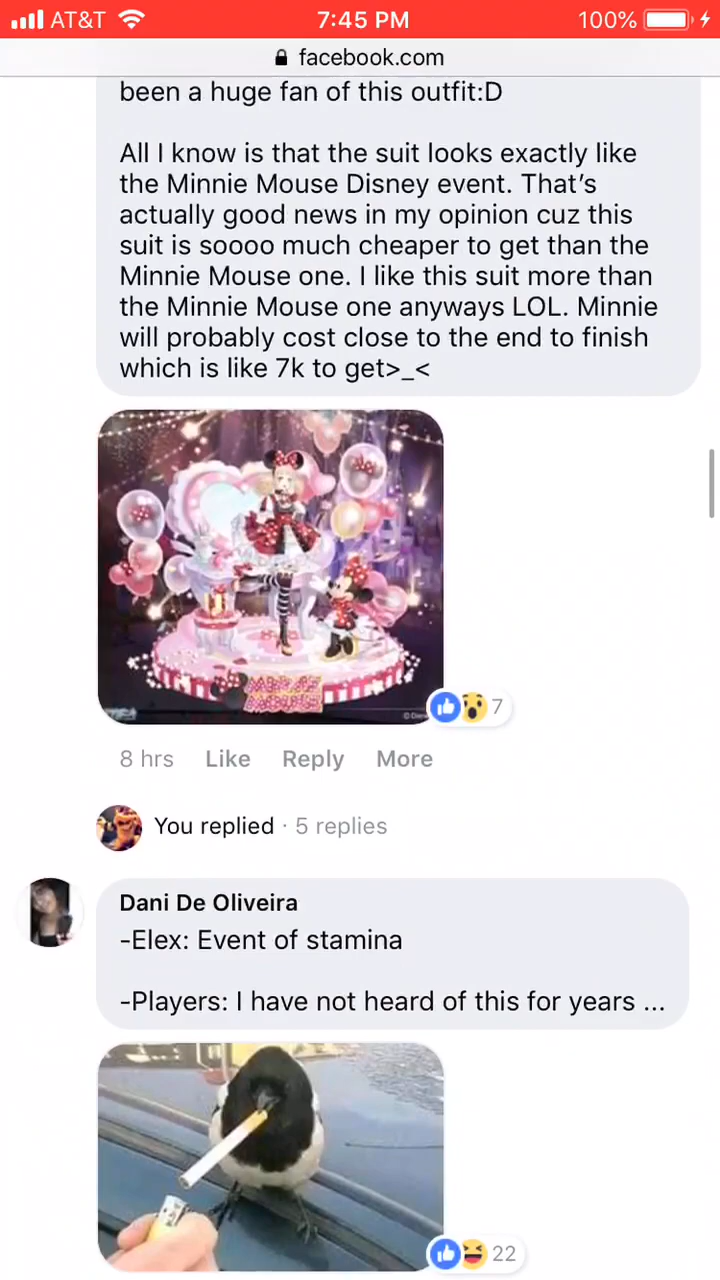 AT&T 7:45 PM 100%
facebook.com
been a huge fan of this outfit:D
All I know is that the suit looks exactly like
the Minnie Mouse Disney event. That’s
actually good news in my opinion cuz this
suit is soooo much cheaper to get than the
Minnie Mouse one. I like this suit more than
the Minnie Mouse one anyways LOL. Minnie
will probably cost close to the end to finish
which is like 7k to get>_<
7
8 hrs Like Reply More
You replied · 5 replies
Dani De Oliveira
-Elex: Event of stamina
-Players: I have not heard of this for years ...
22